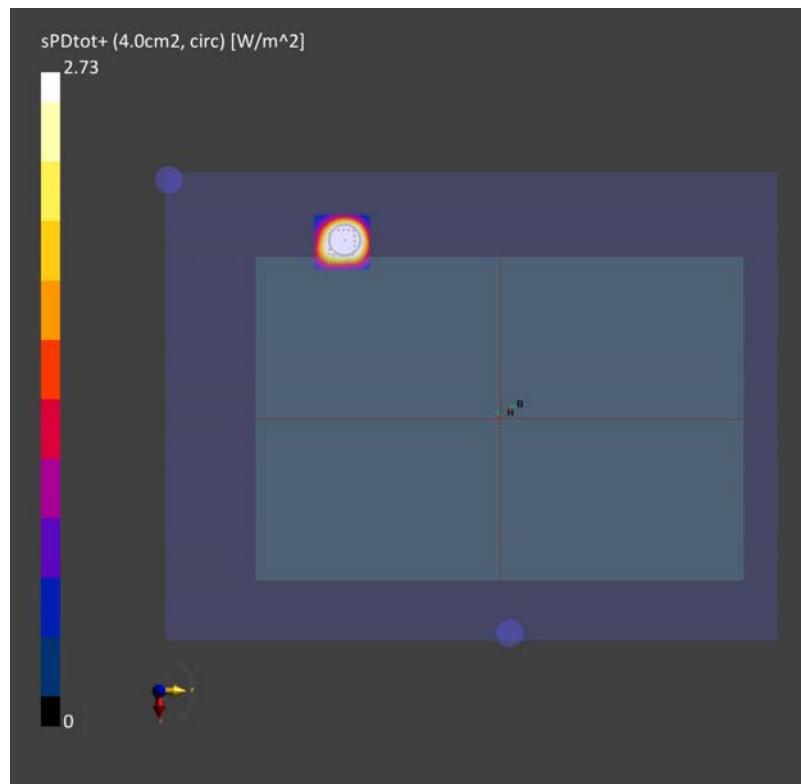 sPDtot+ (4.0cm2, circ) [W/m^2]
2.73
B
H
0